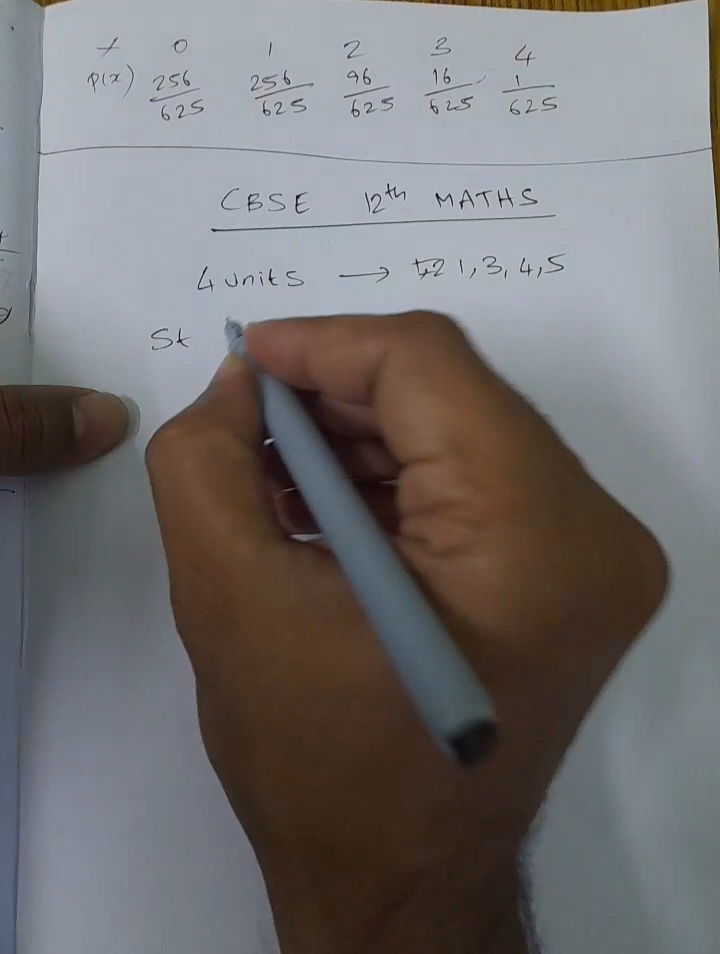 x 0 1 2 3 4
P(x) 256/625 256/625 96/625 16/625 1/625
CBSE 12th MATHS
4 units → 1, 3, 4, 5
St